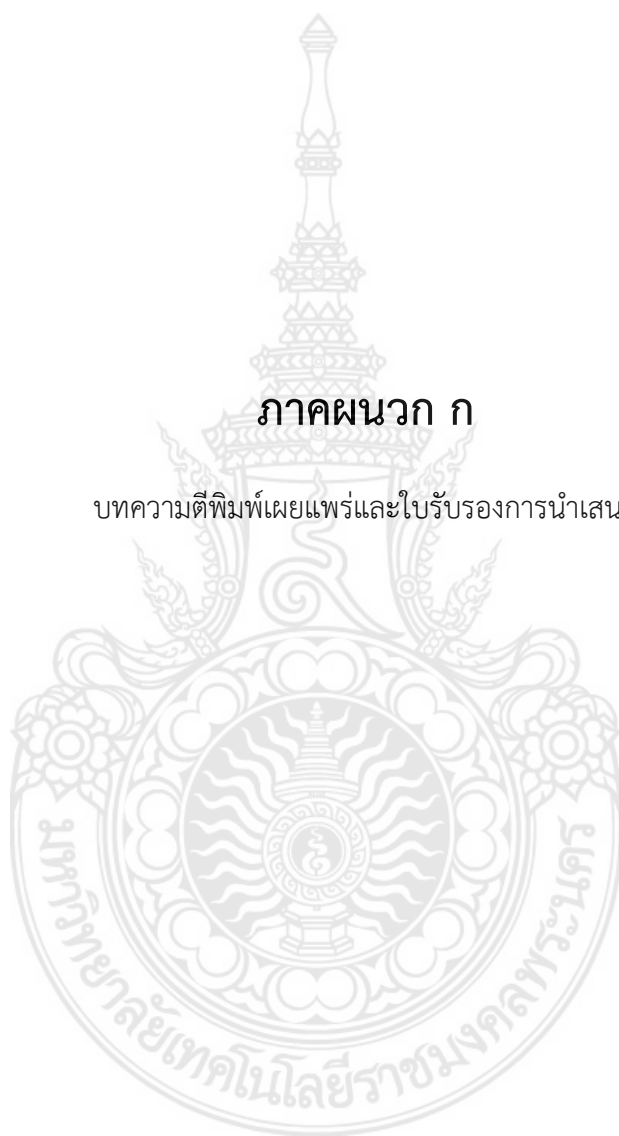 ภาคผนวก ก
บทความตีพิมพ์เผยแพร่และใบรับรองการนำเสน
มหาวิทยาลัยเทคโนโลยีราชมงคลพระนคร